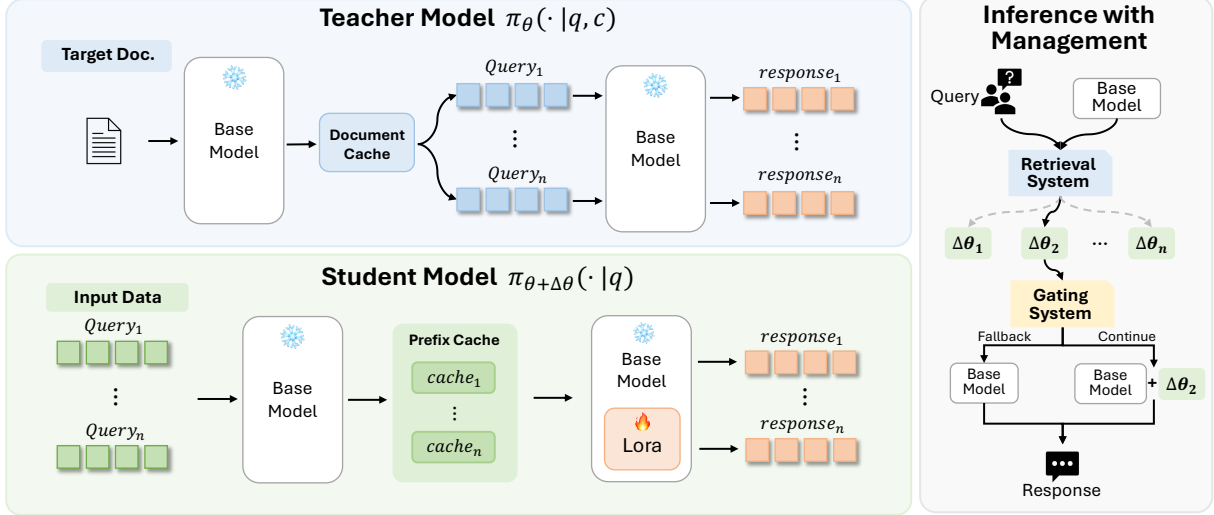 Teacher Model π_θ(· |q, c)
Target Doc.
Base
Model
Document
Cache
Query_1
⋮
Query_n
Base
Model
response_1
⋮
response_n
Student Model π_{θ+Δθ}(· |q)
Input Data
Query_1
⋮
Query_n
Base
Model
Prefix Cache
cache_1
⋮
cache_n
Base
Model
Lora
response_1
⋮
response_n
Inference with
Management
Query
?
Base
Model
Retrieval
System
Δθ_1
Δθ_2
...
Δθ_n
Gating
System
Fallback
Continue
Base
Model
Base
Model
+
Δθ_2
Response